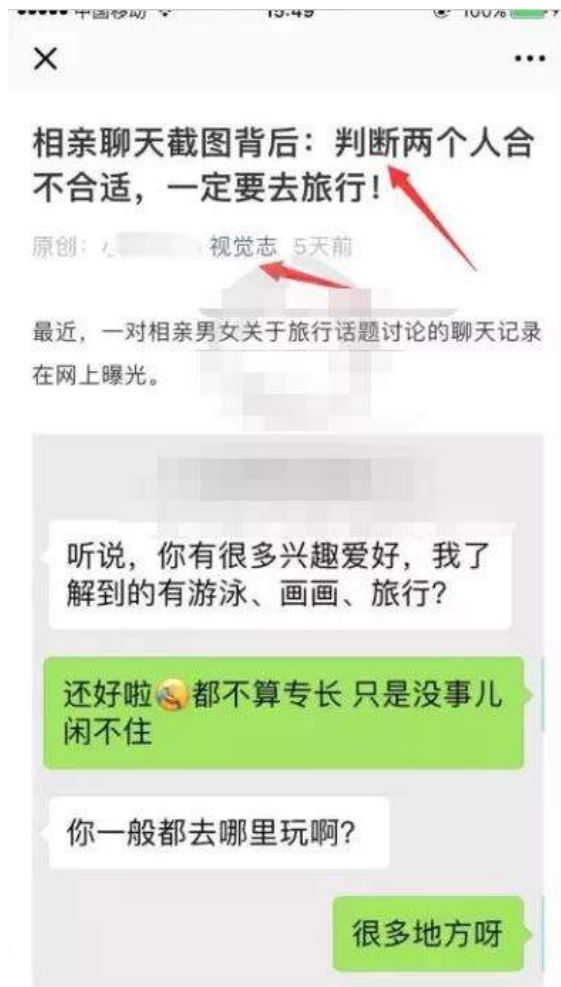 中国移动 15:49 100%
相亲聊天截图背后：判断两个人合
不合适，一定要去旅行！
原创： 视觉志 5天前
最近，一对相亲男女关于旅行话题讨论的聊天记录
在网上曝光。
听说，你有很多兴趣爱好，我了
解到的有游泳、画画、旅行？
还好啦都不算专长 只是没事儿
闲不住
你一般都去哪里玩啊？
很多地方呀